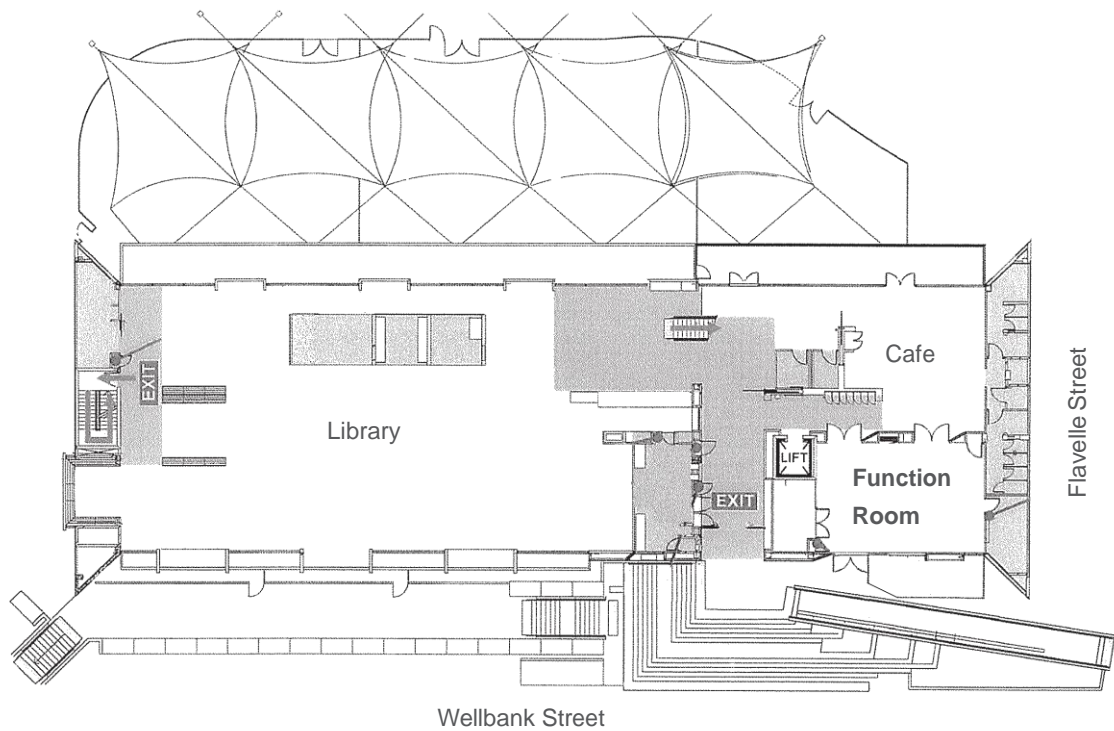 EXIT
Cafe
Library
Flavelle Street
LIFT
Function
Room
EXIT
Wellbank Street